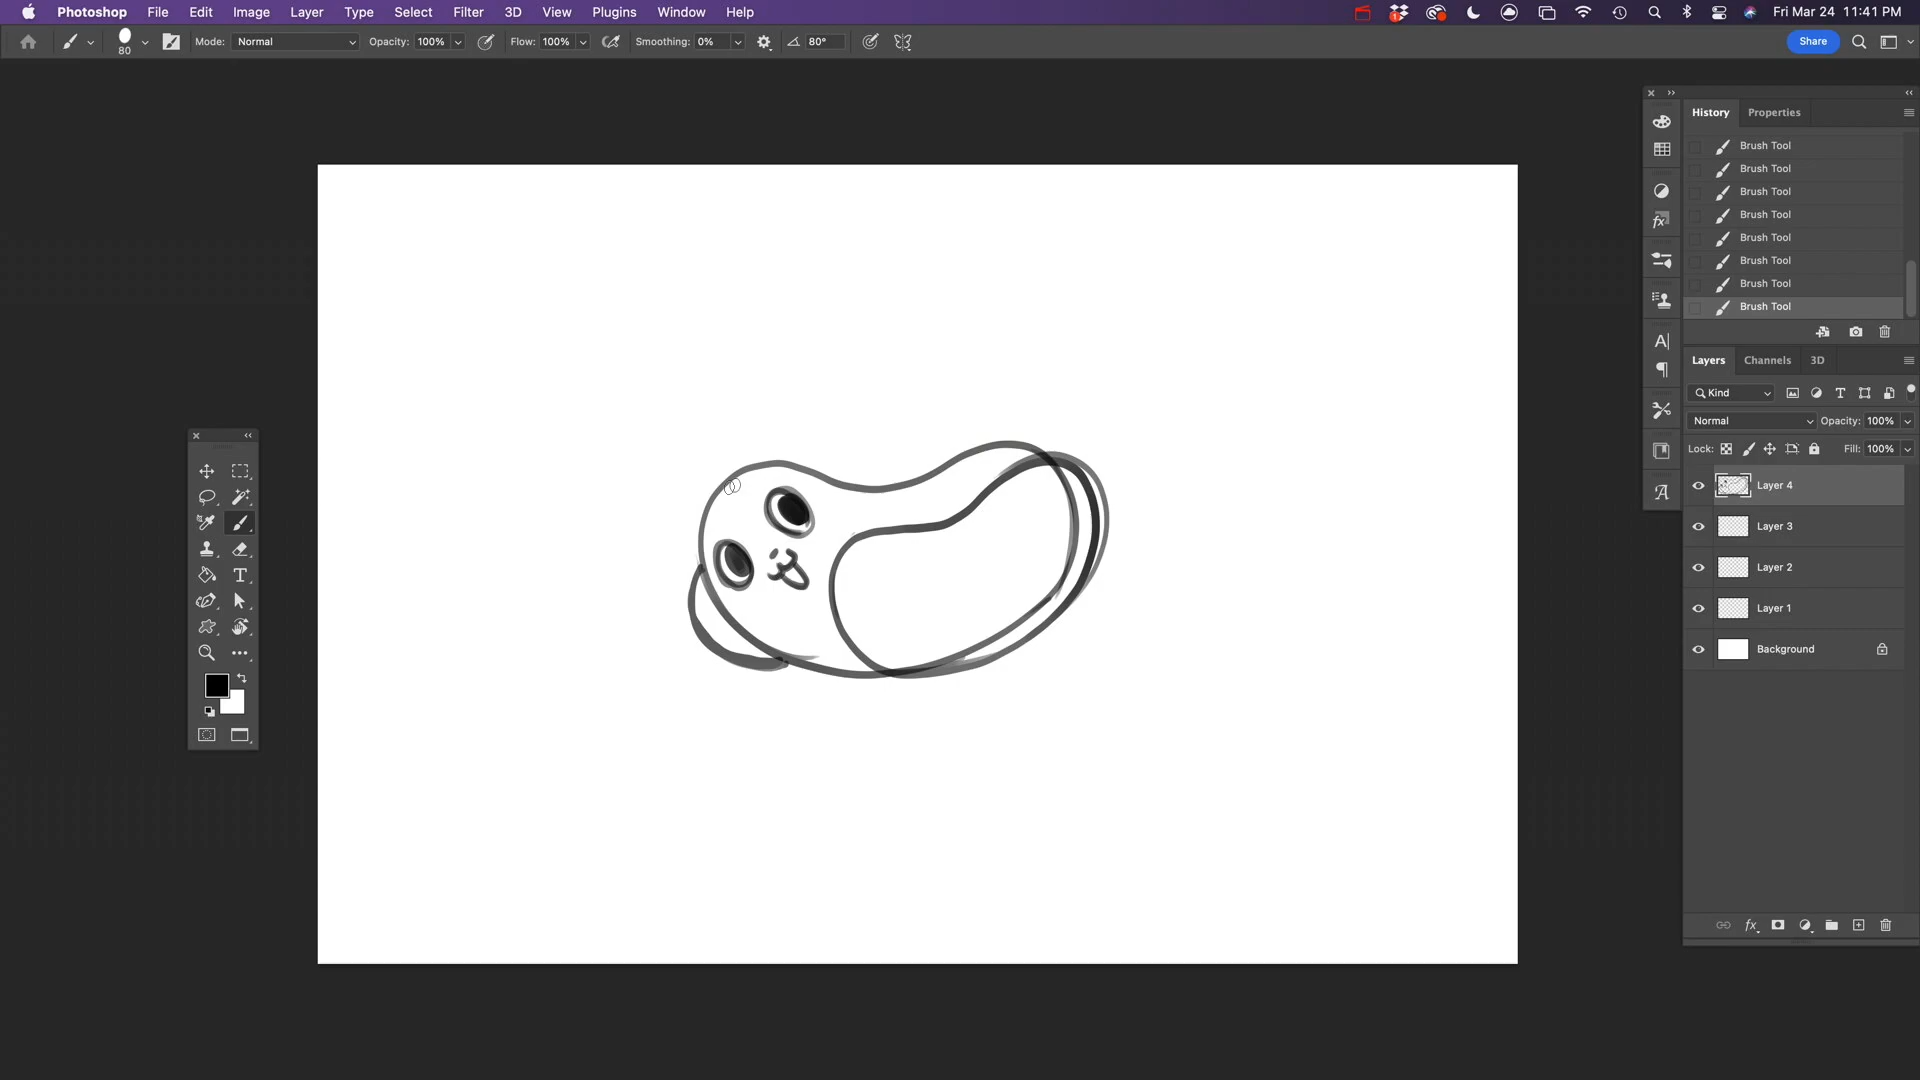 Photoshop File Edit Image Layer Type Select Filter 3D View Plugins Window Help
1
Fri Mar 24 11:41 PM
80
Mode: Normal
Opacity: 100%
Flow: 100%
Smoothing: 0%
80°
Share
History Properties
Brush Tool
Brush Tool
Brush Tool
Brush Tool
Brush Tool
Brush Tool
Brush Tool
Brush Tool
Layers Channels 3D
Kind
Normal
Opacity: 100%
Lock:
Fill: 100%
Layer 4
Layer 3
Layer 2
Layer 1
Background
fx